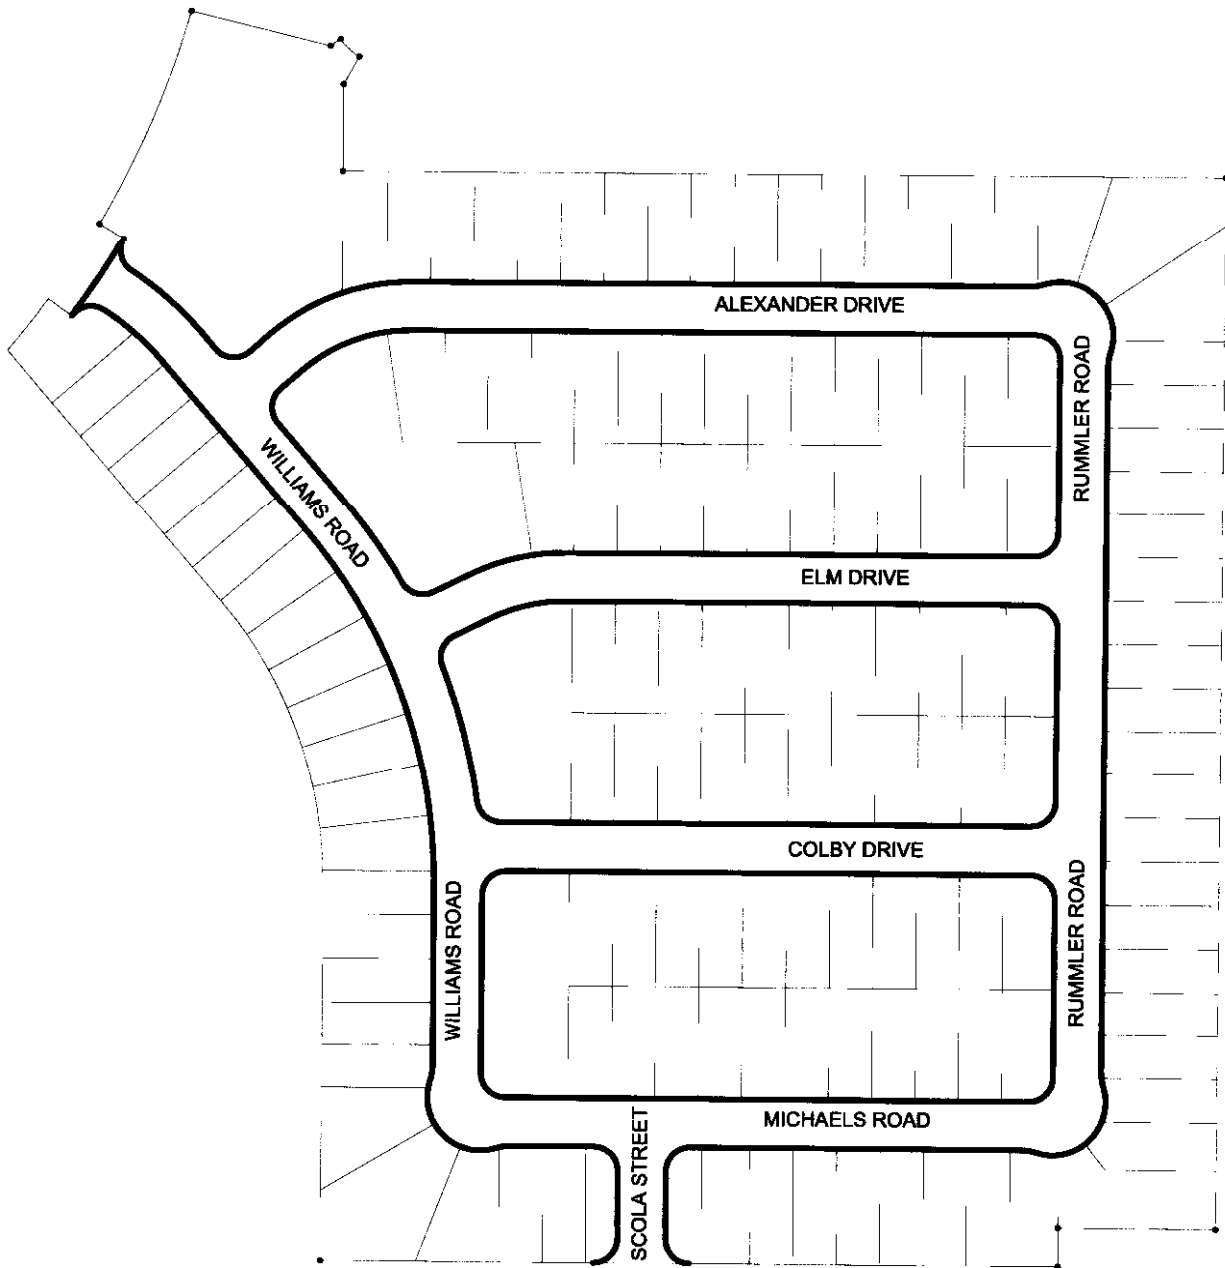 ALEXANDER DRIVE
RUMMLER ROAD
WILLIAMS ROAD
ELM DRIVE
COLBY DRIVE
WILLIAMS ROAD
RUMMLER ROAD
MICHAELS ROAD
SCOLA STREET